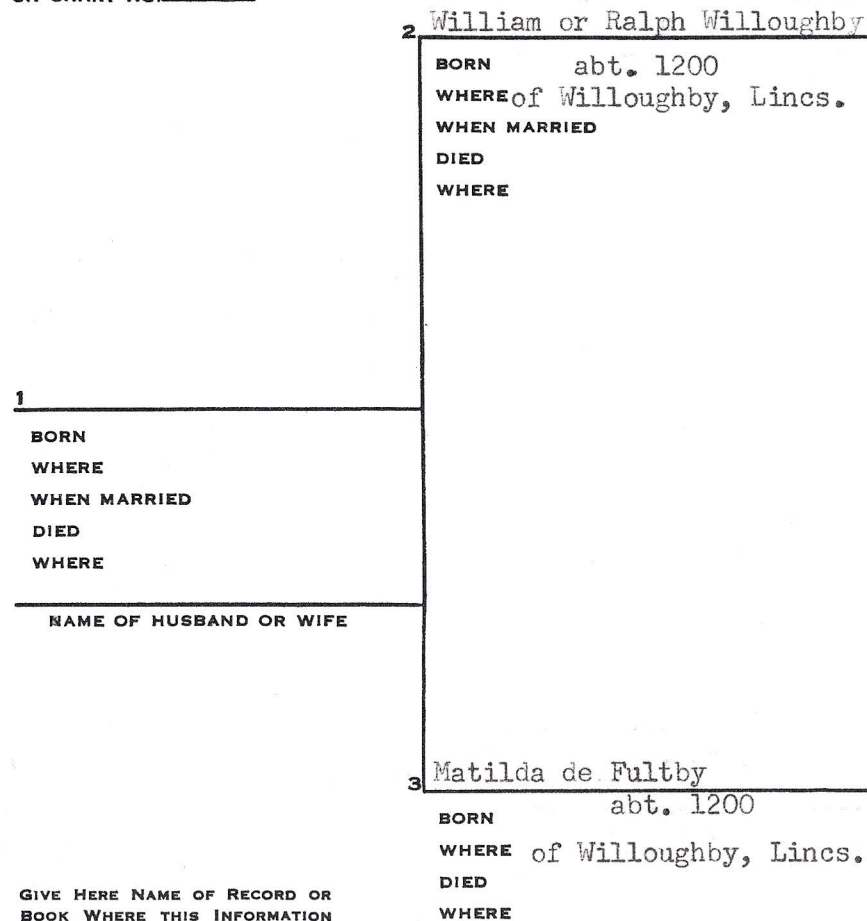 2 William or Ralph Willoughby
BORN abt. 1200
WHERE of Willoughby, Lincs.
WHEN MARRIED
DIED
WHERE
1
BORN
WHERE
WHEN MARRIED
DIED
WHERE
NAME OF HUSBAND OR WIFE
3 Matilda de Fultby
BORN abt. 1200
WHERE of Willoughby, Lincs.
DIED
WHERE
GIVE HERE NAME OF RECORD OR
BOOK WHERE THIS INFORMATION